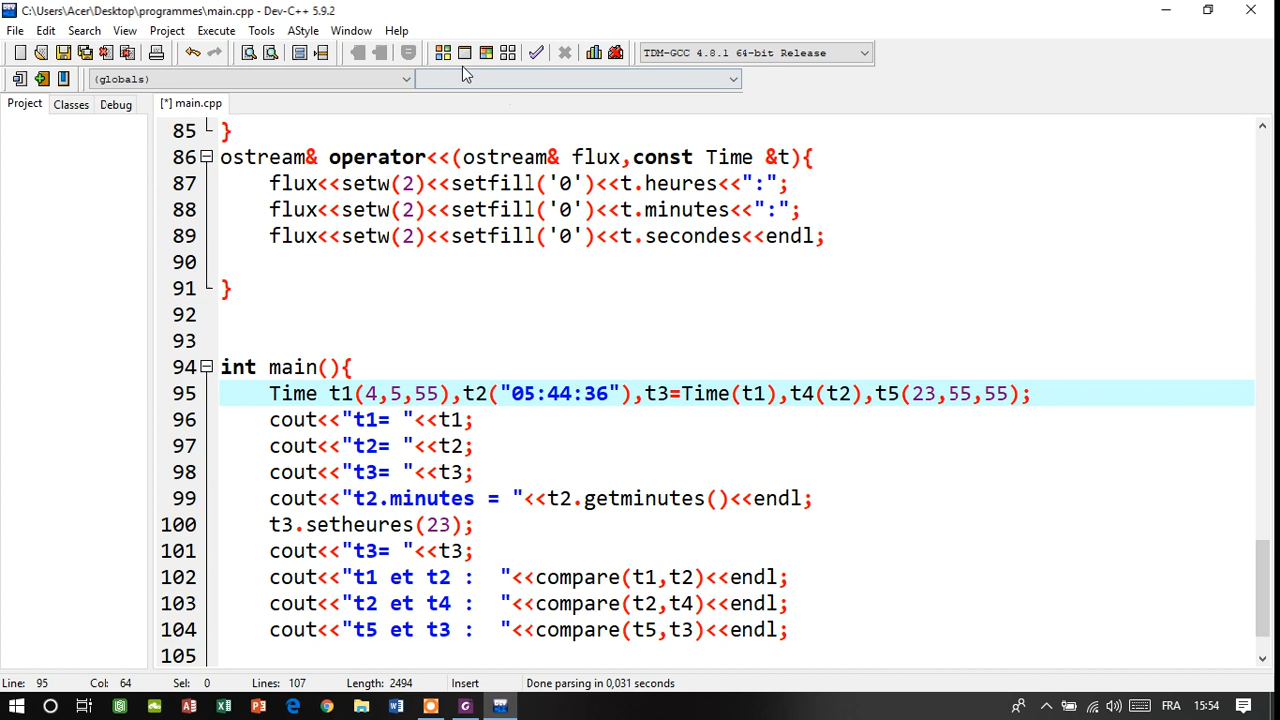 C:\Users\Acer\Desktop\programmes\main.cpp - Dev-C++ 5.9.2
File Edit Search View Project Execute Tools AStyle Window Help
TDM-GCC 4.8.1 64-bit Release
(globals)
Project Classes Debug [*] main.cpp
85 }
86 ostream& operator<<(ostream& flux,const Time &t){
87 flux<<setw(2)<<setfill('0')<<t.heures<<":";
88 flux<<setw(2)<<setfill('0')<<t.minutes<<":";
89 flux<<setw(2)<<setfill('0')<<t.secondes<<endl;
90
91 }
92
93
94 int main(){
95 Time t1(4,5,55),t2("05:44:36"),t3=Time(t1),t4(t2),t5(23,55,55);
96 cout<<"t1= "<<t1;
97 cout<<"t2= "<<t2;
98 cout<<"t3= "<<t3;
99 cout<<"t2.minutes = "<<t2.getminutes()<<endl;
100 t3.setheures(23);
101 cout<<"t3= "<<t3;
102 cout<<"t1 et t2 :  "<<compare(t1,t2)<<endl;
103 cout<<"t2 et t4 :  "<<compare(t2,t4)<<endl;
104 cout<<"t5 et t3 :  "<<compare(t5,t3)<<endl;
105
Line: 95 Col: 64 Sel: 0 Lines: 107 Length: 2494 Insert Done parsing in 0,031 seconds
FRA 15:54